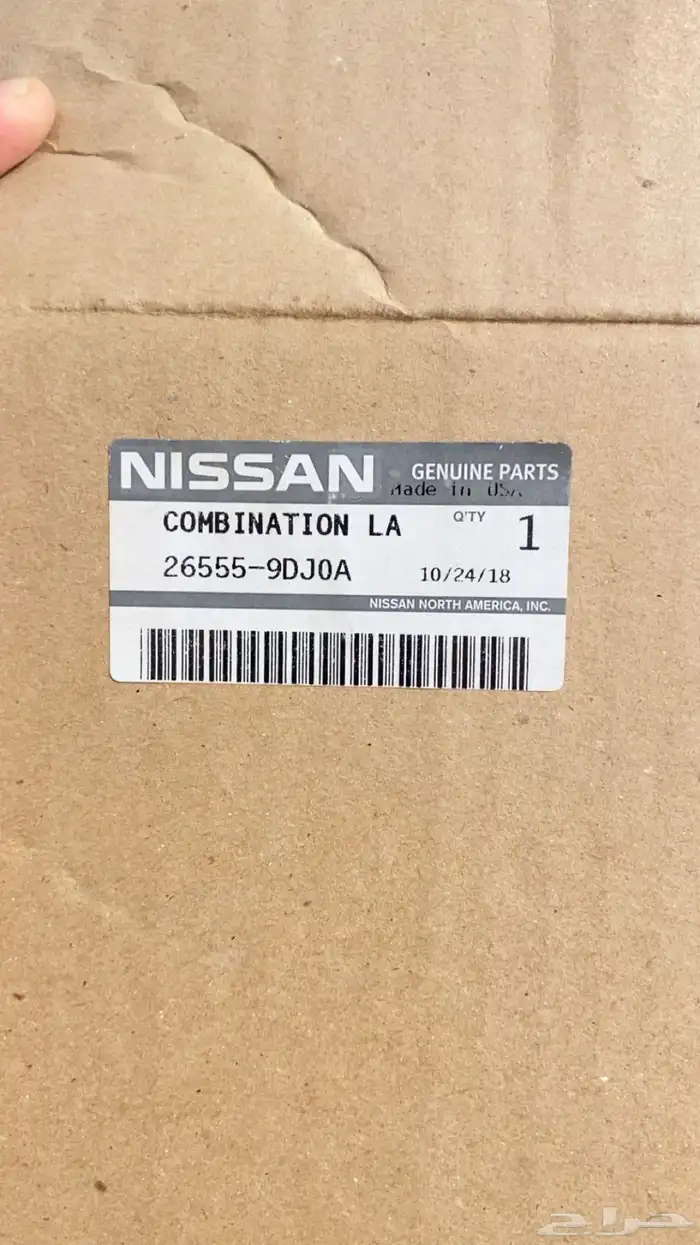 NISSAN GENUINE PARTS
Made in USA
COMBINATION LA Q'TY 1
26555-9DJ0A 10/24/18
NISSAN NORTH AMERICA, INC.
حراج